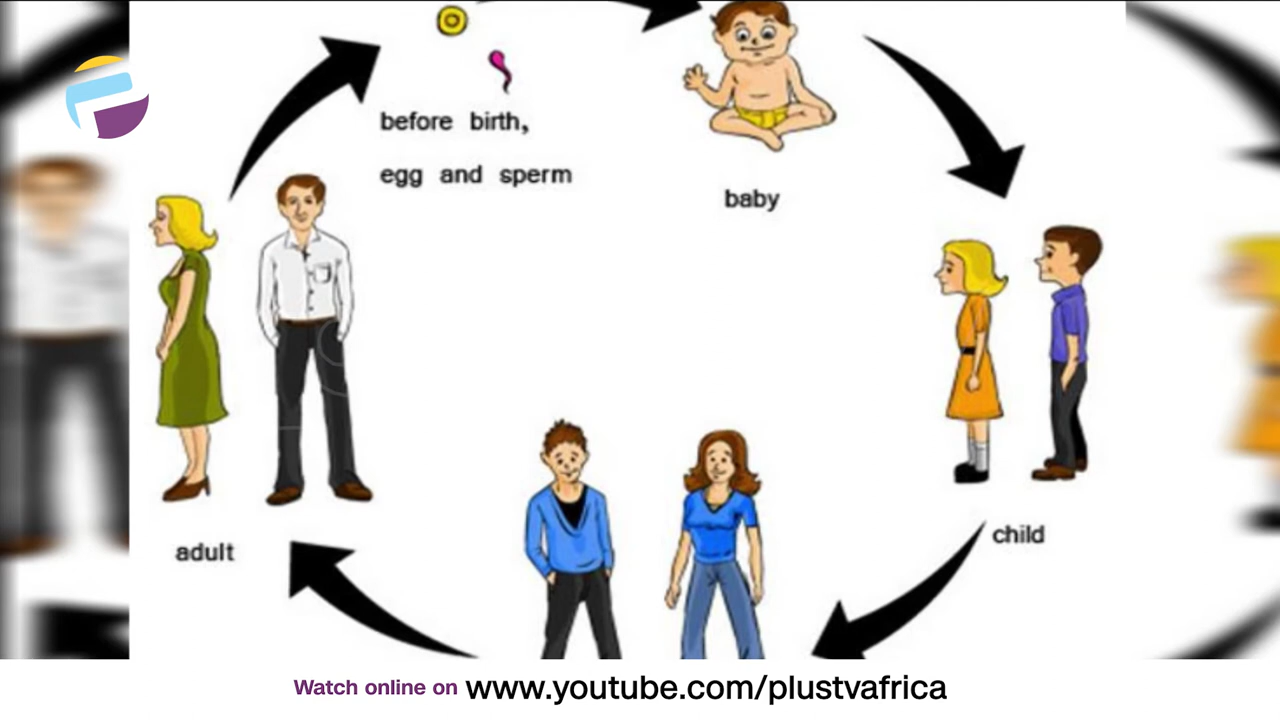 before birth,
egg and sperm
baby
child
adult
Watch online on www.youtube.com/plustvafrica